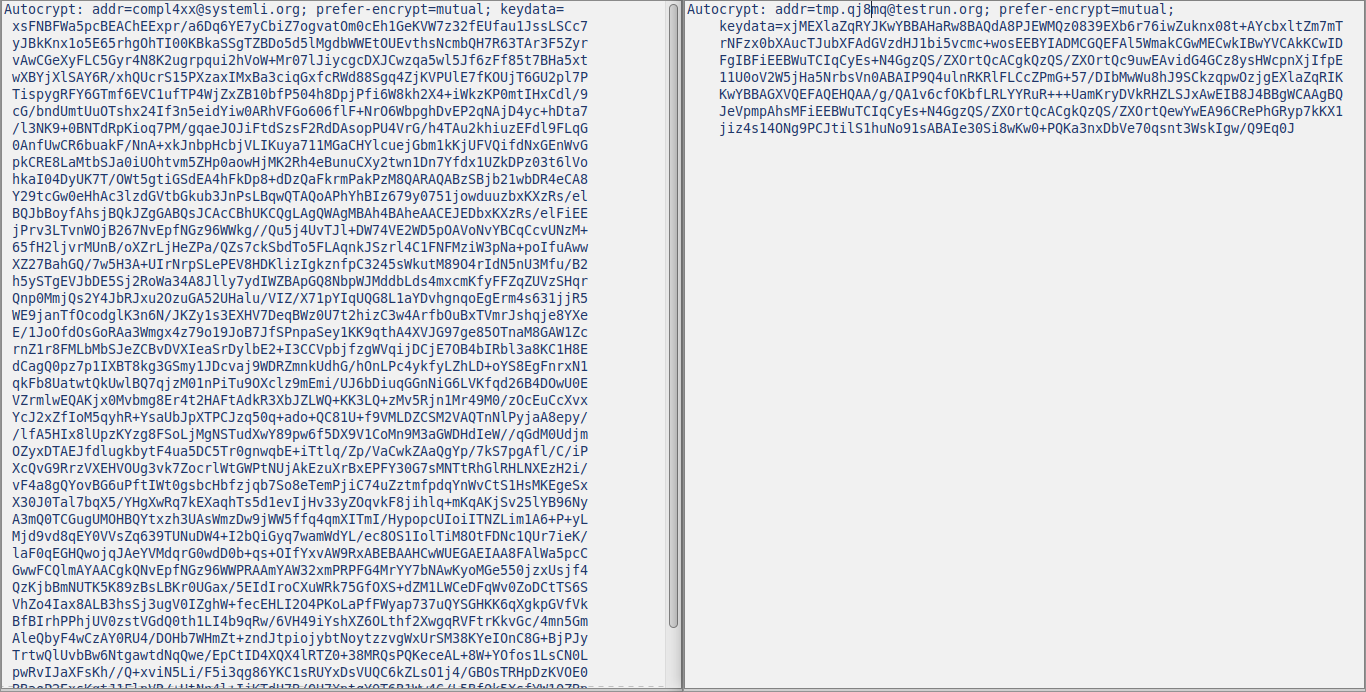 Autocrypt: addr=compl4xx@systemli.org; prefer-encrypt=mutual; keydata=
xsFNBFWa5pcBEAChEExpr/a6Dq6YE7yCbiZ7ogvatOm0cEh1GeKVW7z32fEUfau1JssLSCc7
yJBkKnx1o5E65rhgOhTI00KBkaSSgTZBDo5d5lMgdbWWEtOUEvthsNcmbQH7R63TAr3F5Zyr
vAwCGeXyFLC5Gyr4N8K2ugrpqui2hVoW+Mr07lJiycgcDXJCwzqa5wl5Jf6zFf85t7BHa5xt
wXBYjXlSAY6R/xhQUcrS15PXzaxIMxBa3ciqGxfcRWd88Sgq4ZjKVPUlE7fKOUjT6GU2pl7P
TispygRFY6GTmf6EVC1ufTP4WjZxZB10bfP504h8DpjPfi6W8kh2X4+iWkzKP0mtIHxCdl/9
cG/bndUmtUuOTshx24If3n5eidYiw0ARhVFGo606flF+NrO6WbpghDvEP2qNAjD4yc+hDta7
/l3NK9+0BNTdRpKioq7PM/gqaeJOJiFtdSzsF2RdDAsopPU4VrG/h4TAu2khiuzEFdl9FLqG
0AnfUwCR6buakF/NnA+xkJnbpHcbjVLIKuya711MGaCHYlcuejGbm1kKjUFVQifdNxGEnWvG
pkCRE8LaMtbSJa0iUOhtvm5ZHp0aowHjMK2Rh4eBunuCXy2twn1Dn7Yfdx1UZkDPz03t6lVo
hkaI04DyUK7T/OWt5gtiGSdEA4hFkDp8+dDzQaFkrmPakPzM8QARAQABzSBjb21wbDR4eCA8
Y29tcGw0eHhAc3lzdGVtbGkub3JnPsLBqwQTAQoAPhYhBIz679y0751jowduuzbxKXzRs/el
BQJbBoyfAhsjBQkJZgGABQsJCAcCBhUKCQgLAgQWAgMBAh4BAheAACEJEDbxKXzRs/elFiEE
jPrv3LTvnWOjB267NvEpfNGz96WWkg//Qu5j4UvTJl+DW74VE2WD5pOAVoNvYBCqCcvUNzM+
65fH2ljvrMUnB/oXZrLjHeZPa/QZs7ckSbdTo5FLAqnkJSzrl4C1FNFMziW3pNa+poIfuAww
XZ27BahGQ/7w5H3A+UIrNrpSLePEV8HDKlizIgkznfpC3245sWkutM89O4rIdN5nU3Mfu/B2
h5ySTgEVJbDE5Sj2RoWa34A8Jlly7ydIWZBApGQ8NbpWJMddbLds4mxcmKfyFFZqZUVzSHqr
Qnp0MmjQs2Y4JbRJxu2OzuGA52UHalu/VIZ/X71pYIqUQG8L1aYDvhgnqoEgErm4s631jjR5
WE9janTfOcodglK3n6N/JKZy1s3EXHV7DeqBWz0U7t2hizC3w4ArfbOuBxTVmrJshqje8YXe
E/1JoOfdOsGoRAa3Wmgx4z79o19JoB7JfSPnpaSey1KK9qthA4XVJG97ge85OTnaM8GAW1Zc
rnZ1r8FMLbMbSJeZCBvDVXIeaSrDylbE2+I3CCVpbjfzgWVqijDCjE7OB4bIRbl3a8KC1H8E
dCagQ0pz7p1IXBT8kg3GSmy1JDcvaj9WDRZmnkUdhG/hOnLPc4ykfyLZhLD+oYS8EgFnrxN1
qkFb8UatwtQkUwlBQ7qjzM01nPiTu9OXclz9mEmi/UJ6bDiuqGGnNiG6LVKfqd26B4DOwU0E
VZrmlwEQAKjx0Mvbmg8Er4t2HAFtAdkR3XbJZLWQ+KK3LQ+zMv5Rjn1Mr49M0/zOcEuCcXvx
YcJ2xZfIoM5qyhR+YsaUbJpXTPCJzq50q+ado+QC81U+f9VMLDZCSM2VAQTnNlPyjaA8epy/
/lfA5HIx8lUpzKYzg8FSoLjMgNSTudXwY89pw6f5DX9V1CoMn9M3aGWDHdIeW//qGdM0Udjm
OZyxDTAEJfdlugkbytF4ua5DC5Tr0gnwqbE+iTtlq/Zp/VaCwkZAaQgYp/7kS7pgAfl/C/iP
XcQvG9RrzVXEHVOUg3vk7ZocrlWtGWPtNUjAkEzuXrBxEPFY30G7sMNTtRhGlRHLNXEzH2i/
vF4a8gQYovBG6uPftIWt0gsbcHbfzjqb7So8eTemPjiC74uZztmfpdqYnWvCtS1HsMKEgeSx
X30J0Tal7bqX5/YHgXwRq7kEXaqhTs5d1evIjHv33yZOqvkF8jihlq+mKqAKjSv25lYB96Ny
A3mQ0TCGugUMOHBQYtxzh3UAsWmzDw9jWW5ffq4qmXITmI/HypopcUIoiITNZLim1A6+P+yL
Mjd9vd8qEY0VVsZq639TUNuDW4+I2bQiGyq7wamWdYL/ec8OS1IolTiM8OtFDNc1QUr7ieK/
laF0qEGHQwojqJAeYVMdqrG0wdD0b+qs+OIfYxvAW9RxABEBAAHCwWUEGAEIAA8FAlWa5pcC
GwwFCQlmAYAACgkQNvEpfNGz96WWPRAAmYAW32xmPRPFG4MrYY7bNAwKyoMGe550jzxUsjf4
QzKjbBmNUTK5K89zBsLBKr0UGax/5EIdIroCXuWRk75GfOXS+dZM1LWCeDFqWv0ZoDCtTS6S
VhZo4Iax8ALB3hsSj3ugV0IZghW+fecEHLI2O4PKoLaPfFWyap737uQYSGHKK6qXgkpGVfVk
BfBIrhPPhjUV0zstVGdQ0th1LI4b9qRw/6VH49iYshXZ6OLthf2XwgqRVFtrKkvGc/4mn5Gm
AleQbyF4wCzAY0RU4/DOHb7WHmZt+zndJtpiojybtNoytzzvgWxUrSM38KYeIOnC8G+BjPJy
TrtwQlUvbBw6NtgawtdNqQwe/EpCtID4XQX4lRTZ0+38MRQsPQKeceAL+8W+YOfos1LsCN0L
pwRvIJaXFsKh//Q+xviN5Li/F5i3qg86YKC1sRUYxDsVUQC6kZLsO1j4/GBOsTRHpDzKVOE0
Autocrypt: addr=tmp.qj8mq@testrun.org; prefer-encrypt=mutual;
keydata=xjMEXlaZqRYJKwYBBAHaRw8BAQdA8PJEWMQz0839EXb6r76iwZuknx08t+AYcbxltZm7mT
rNFzx0bXAucTJubXFAdGVzdHJ1bi5vcmc+wosEEBYIADMCGQEFAl5WmakCGwMECwkIBwYVCAkKCwID
FgIBFiEEBWuTCIqCyEs+N4GgzQS/ZXOrtQcACgkQzQS/ZXOrtQc9uwEAvidG4GCz8ysHWcpnXjIfpE
11U0oV2W5jHa5NrbsVn0ABAIP9Q4ulnRKRlFLCcZPmG+57/DIbMwWu8hJ9SCkzqpwOzjgEXlaZqRIK
KwYBBAGXVQEFAQEHQAA/g/QA1v6cfOKbfLRLYYRuR+++UamKryDVkRHZLSJxAwEIB8J4BBgWCAAgBQ
JeVpmpAhsMFiEEBWuTCIqCyEs+N4GgzQS/ZXOrtQcACgkQzQS/ZXOrtQewYwEA96CRePhGRyp7kKX1
jiz4s14ONg9PCJtilS1huNo91sABAIe30Si8wKw0+PQKa3nxDbVe70qsnt3WskIgw/Q9Eq0J